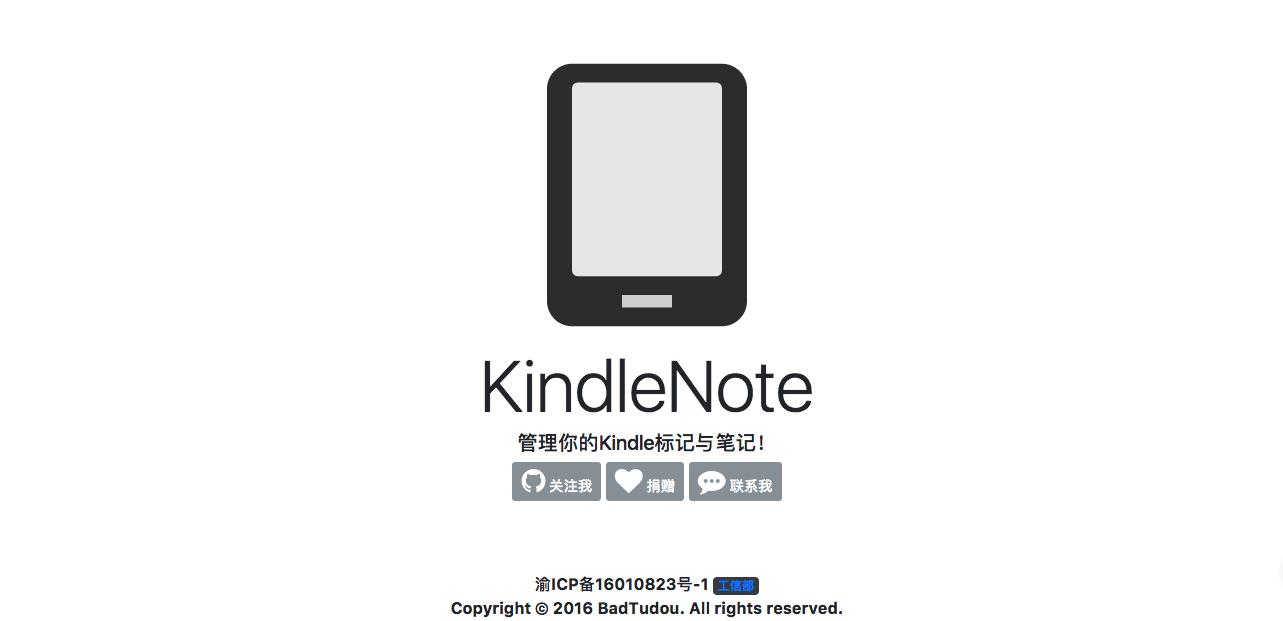 KindleNote
管理你的Kindle标记与笔记！
关注我 捐赠 联系我
渝ICP备16010823号-1 工信部
Copyright © 2016 BadTudou. All rights reserved.